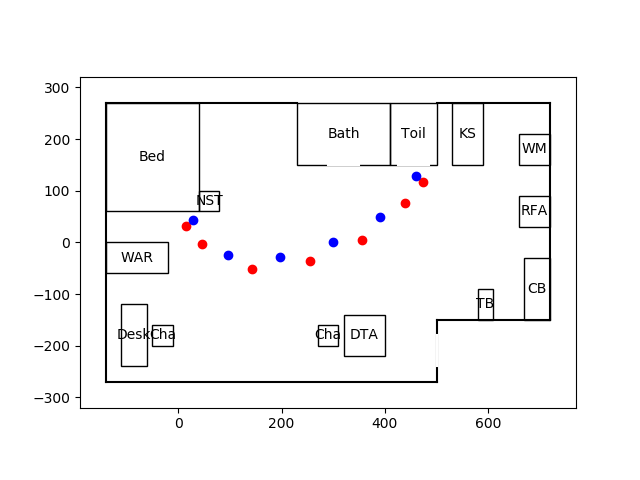 300
200
100
0
−100
−200
−300
Bed
Bath
Toil
KS
WM
NST
RFA
WAR
CB
TB
Desk
Cha
Cha
DTA
0
200
400
600